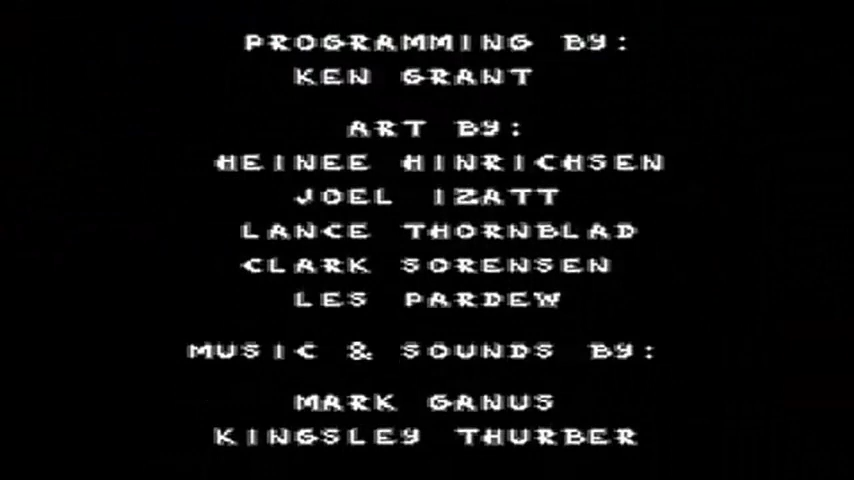 PROGRAMMING BY:
KEN GRANT
ART BY:
HEINEE HINRICHSEN
JOEL IZATT
LANCE THORNBLAD
CLARK SORENSEN
LES PARDEW
MUSIC & SOUNDS BY:
MARK GANUS
KINGSLEY THURBER